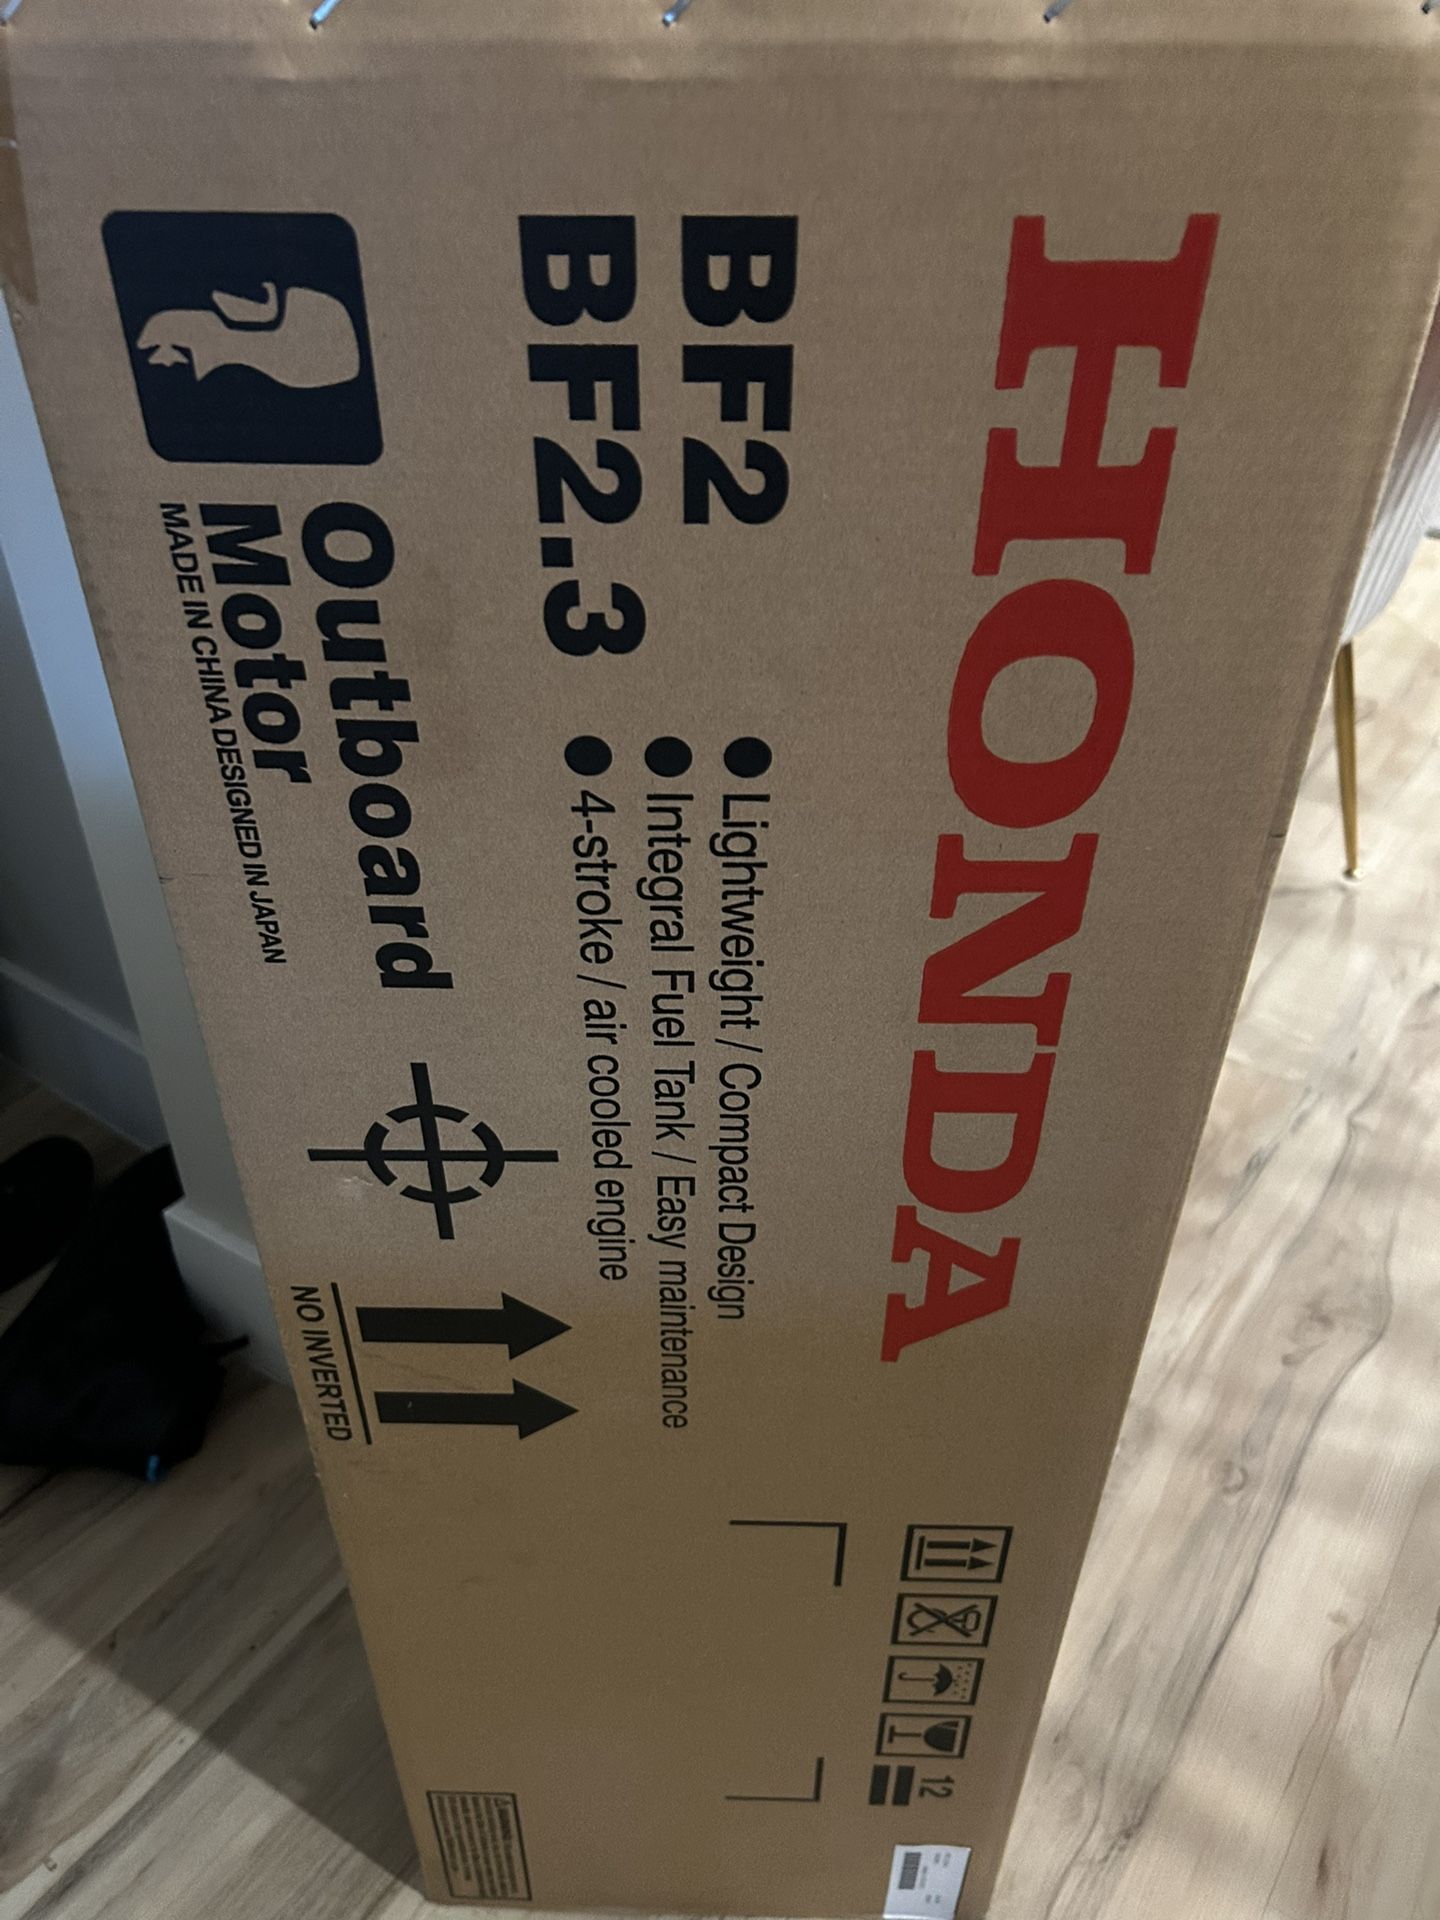 HONDA
BF2
BF2.3
● Lightweight / Compact Design
● Integral Fuel Tank / Easy maintenance
● 4-stroke / air cooled engine
Outboard
Motor
MADE IN CHINA DESIGNED IN JAPAN
NO INVERTED
12
WARNING